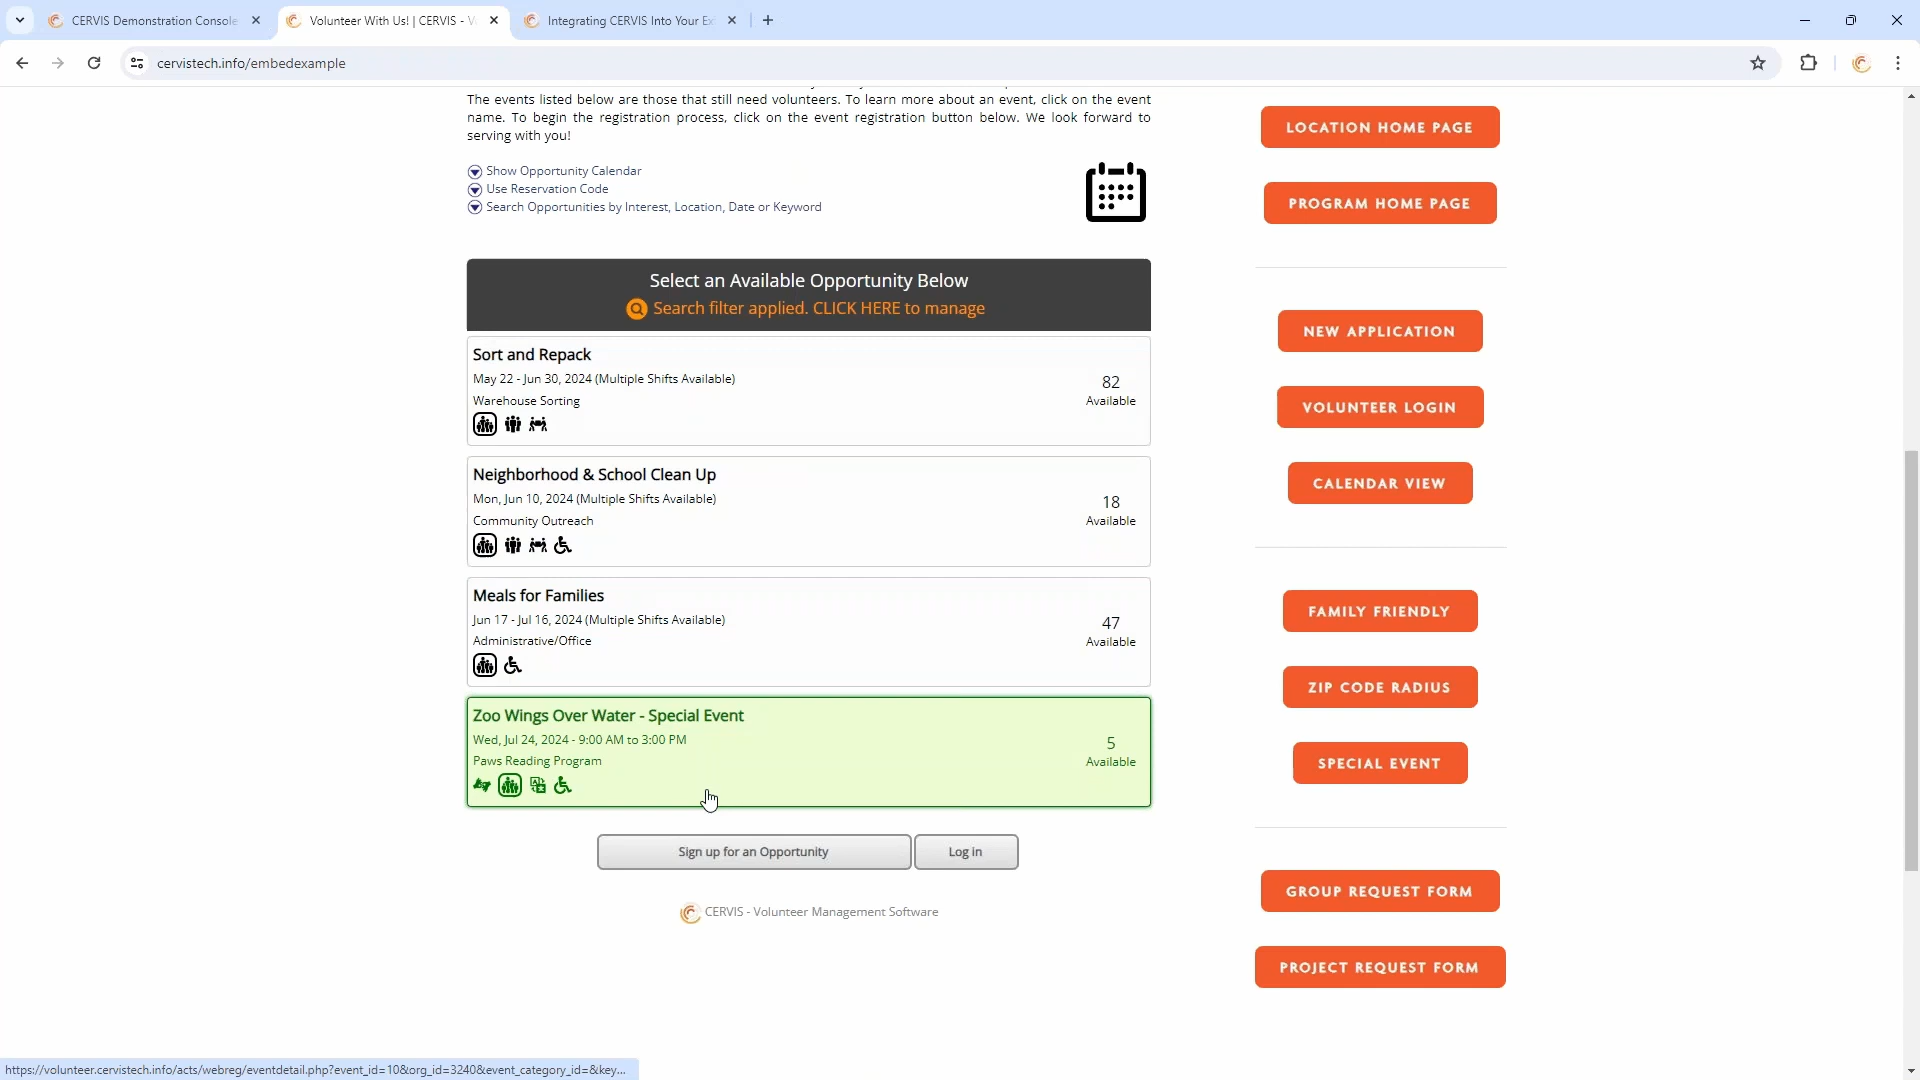 CERVIS Demonstration Console
Volunteer With Us! | CERVIS - V
Integrating CERVIS Into Your Ex
cervistech.info/embedexample
The events listed below are those that still need volunteers. To learn more about an event, click on the event
name. To begin the registration process, click on the event registration button below. We look forward to
serving with you!
Show Opportunity Calendar
Use Reservation Code
Search Opportunities by Interest, Location, Date or Keyword
Select an Available Opportunity Below
Search filter applied. CLICK HERE to manage
Sort and Repack
May 22 - Jun 30, 2024 (Multiple Shifts Available)
Warehouse Sorting
82
Available
Neighborhood & School Clean Up
Mon, Jun 10, 2024 (Multiple Shifts Available)
Community Outreach
18
Available
Meals for Families
Jun 17 - Jul 16, 2024 (Multiple Shifts Available)
Administrative/Office
47
Available
Zoo Wings Over Water - Special Event
Wed, Jul 24, 2024 - 9:00 AM to 3:00 PM
Paws Reading Program
5
Available
Sign up for an Opportunity
Log in
CERVIS - Volunteer Management Software
LOCATION HOME PAGE
PROGRAM HOME PAGE
NEW APPLICATION
VOLUNTEER LOGIN
CALENDAR VIEW
FAMILY FRIENDLY
ZIP CODE RADIUS
SPECIAL EVENT
GROUP REQUEST FORM
PROJECT REQUEST FORM
https://volunteer.cervistech.info/acts/webreg/eventdetail.php?event_id=10&org_id=3240&event_category_id=&key...